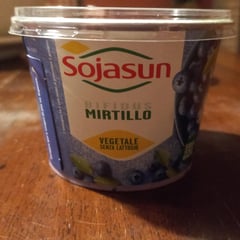 Sojasun
BIFIDUS
MIRTILLO
VEGETALE
SENZA LATTOSIO